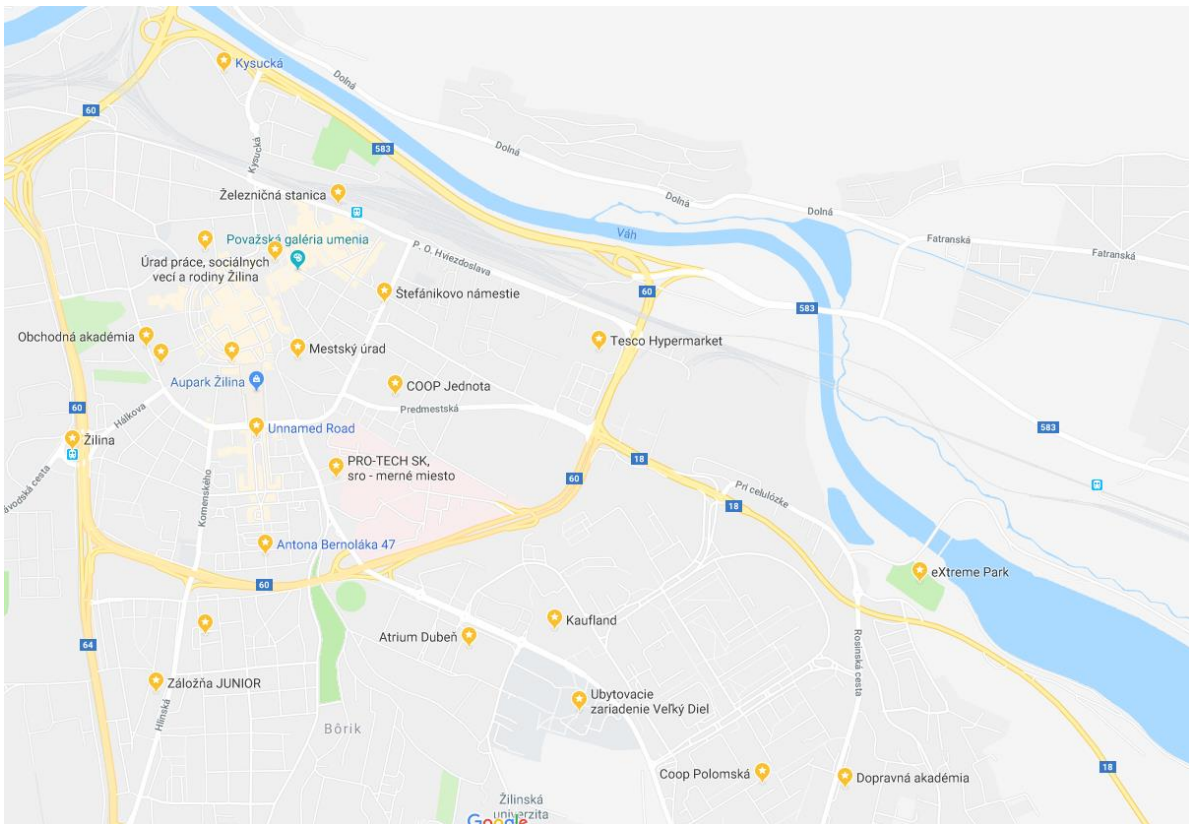 Kysucká
Dolná
60
583
Dolná
Kysucká
Železničná stanica
Dolná
Dolná
Váh
Považská galéria umenia
P. O. Hviezdoslava
Fatranská
Fatranská
Úrad práce, sociálnych
vecí a rodiny Žilina
Štefánikovo námestie
60
583
Obchodná akadémia
Mestský úrad
Tesco Hypermarket
Aupark Žilina
COOP Jednota
60
Hálkova
Predmestská
Unnamed Road
583
Žilina
PRO-TECH SK,
sro - merné miesto
18
60
Pri celulózke
18
ávodská cesta
Komenského
Antona Bernoláka 47
eXtreme Park
60
Kaufland
Atrium Dubeň
64
Rosinská cesta
Záložňa JUNIOR
Ubytovacie
zariadenie Veľký Diel
Hlinská
Bôrik
Coop Polomská
Dopravná akadémia
18
Žilinská
univerzita
Google